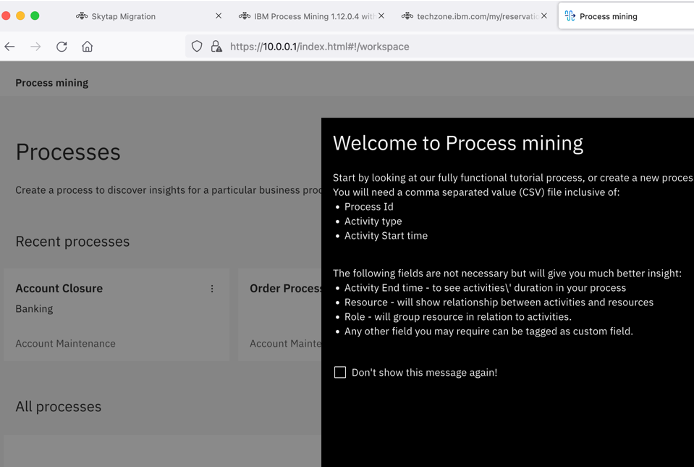 Skytap Migration
IBM Process Mining 1.12.0.4 with
techzone.ibm.com/my/reservatio
Process mining
https://10.0.0.1/index.html#!/workspace
Process mining
Processes
Create a process to discover insights for a particular business proc
Recent processes
Account Closure
Banking
Account Maintenance
Order Process
Account Mainte
All processes
Welcome to Process mining
Start by looking at our fully functional tutorial process, or create a new proces
You will need a comma separated value (CSV) file inclusive of:
• Process Id
• Activity type
• Activity Start time
The following fields are not necessary but will give you much better insight:
• Activity End time - to see activities\' duration in your process
• Resource - will show relationship between activities and resources
• Role - will group resource in relation to activities.
• Any other field you may require can be tagged as custom field.
Don't show this message again!